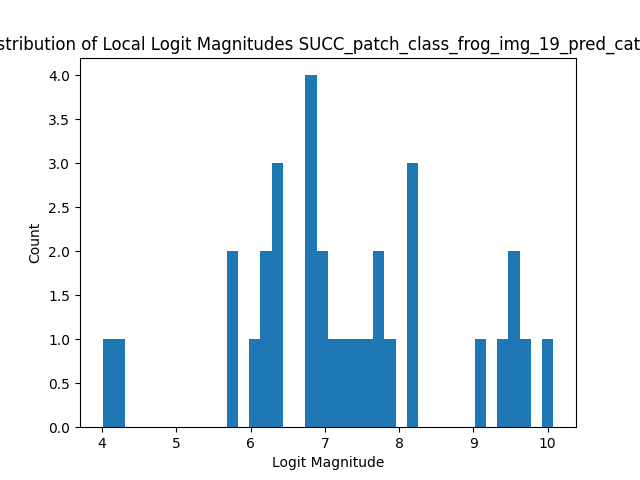 stribution of Local Logit Magnitudes SUCC_patch_class_frog_img_19_pred_cat
4.0
3.5
3.0
2.5
2.0
1.5
1.0
0.5
0.0
Count
4 5 6 7 8 9 10
Logit Magnitude